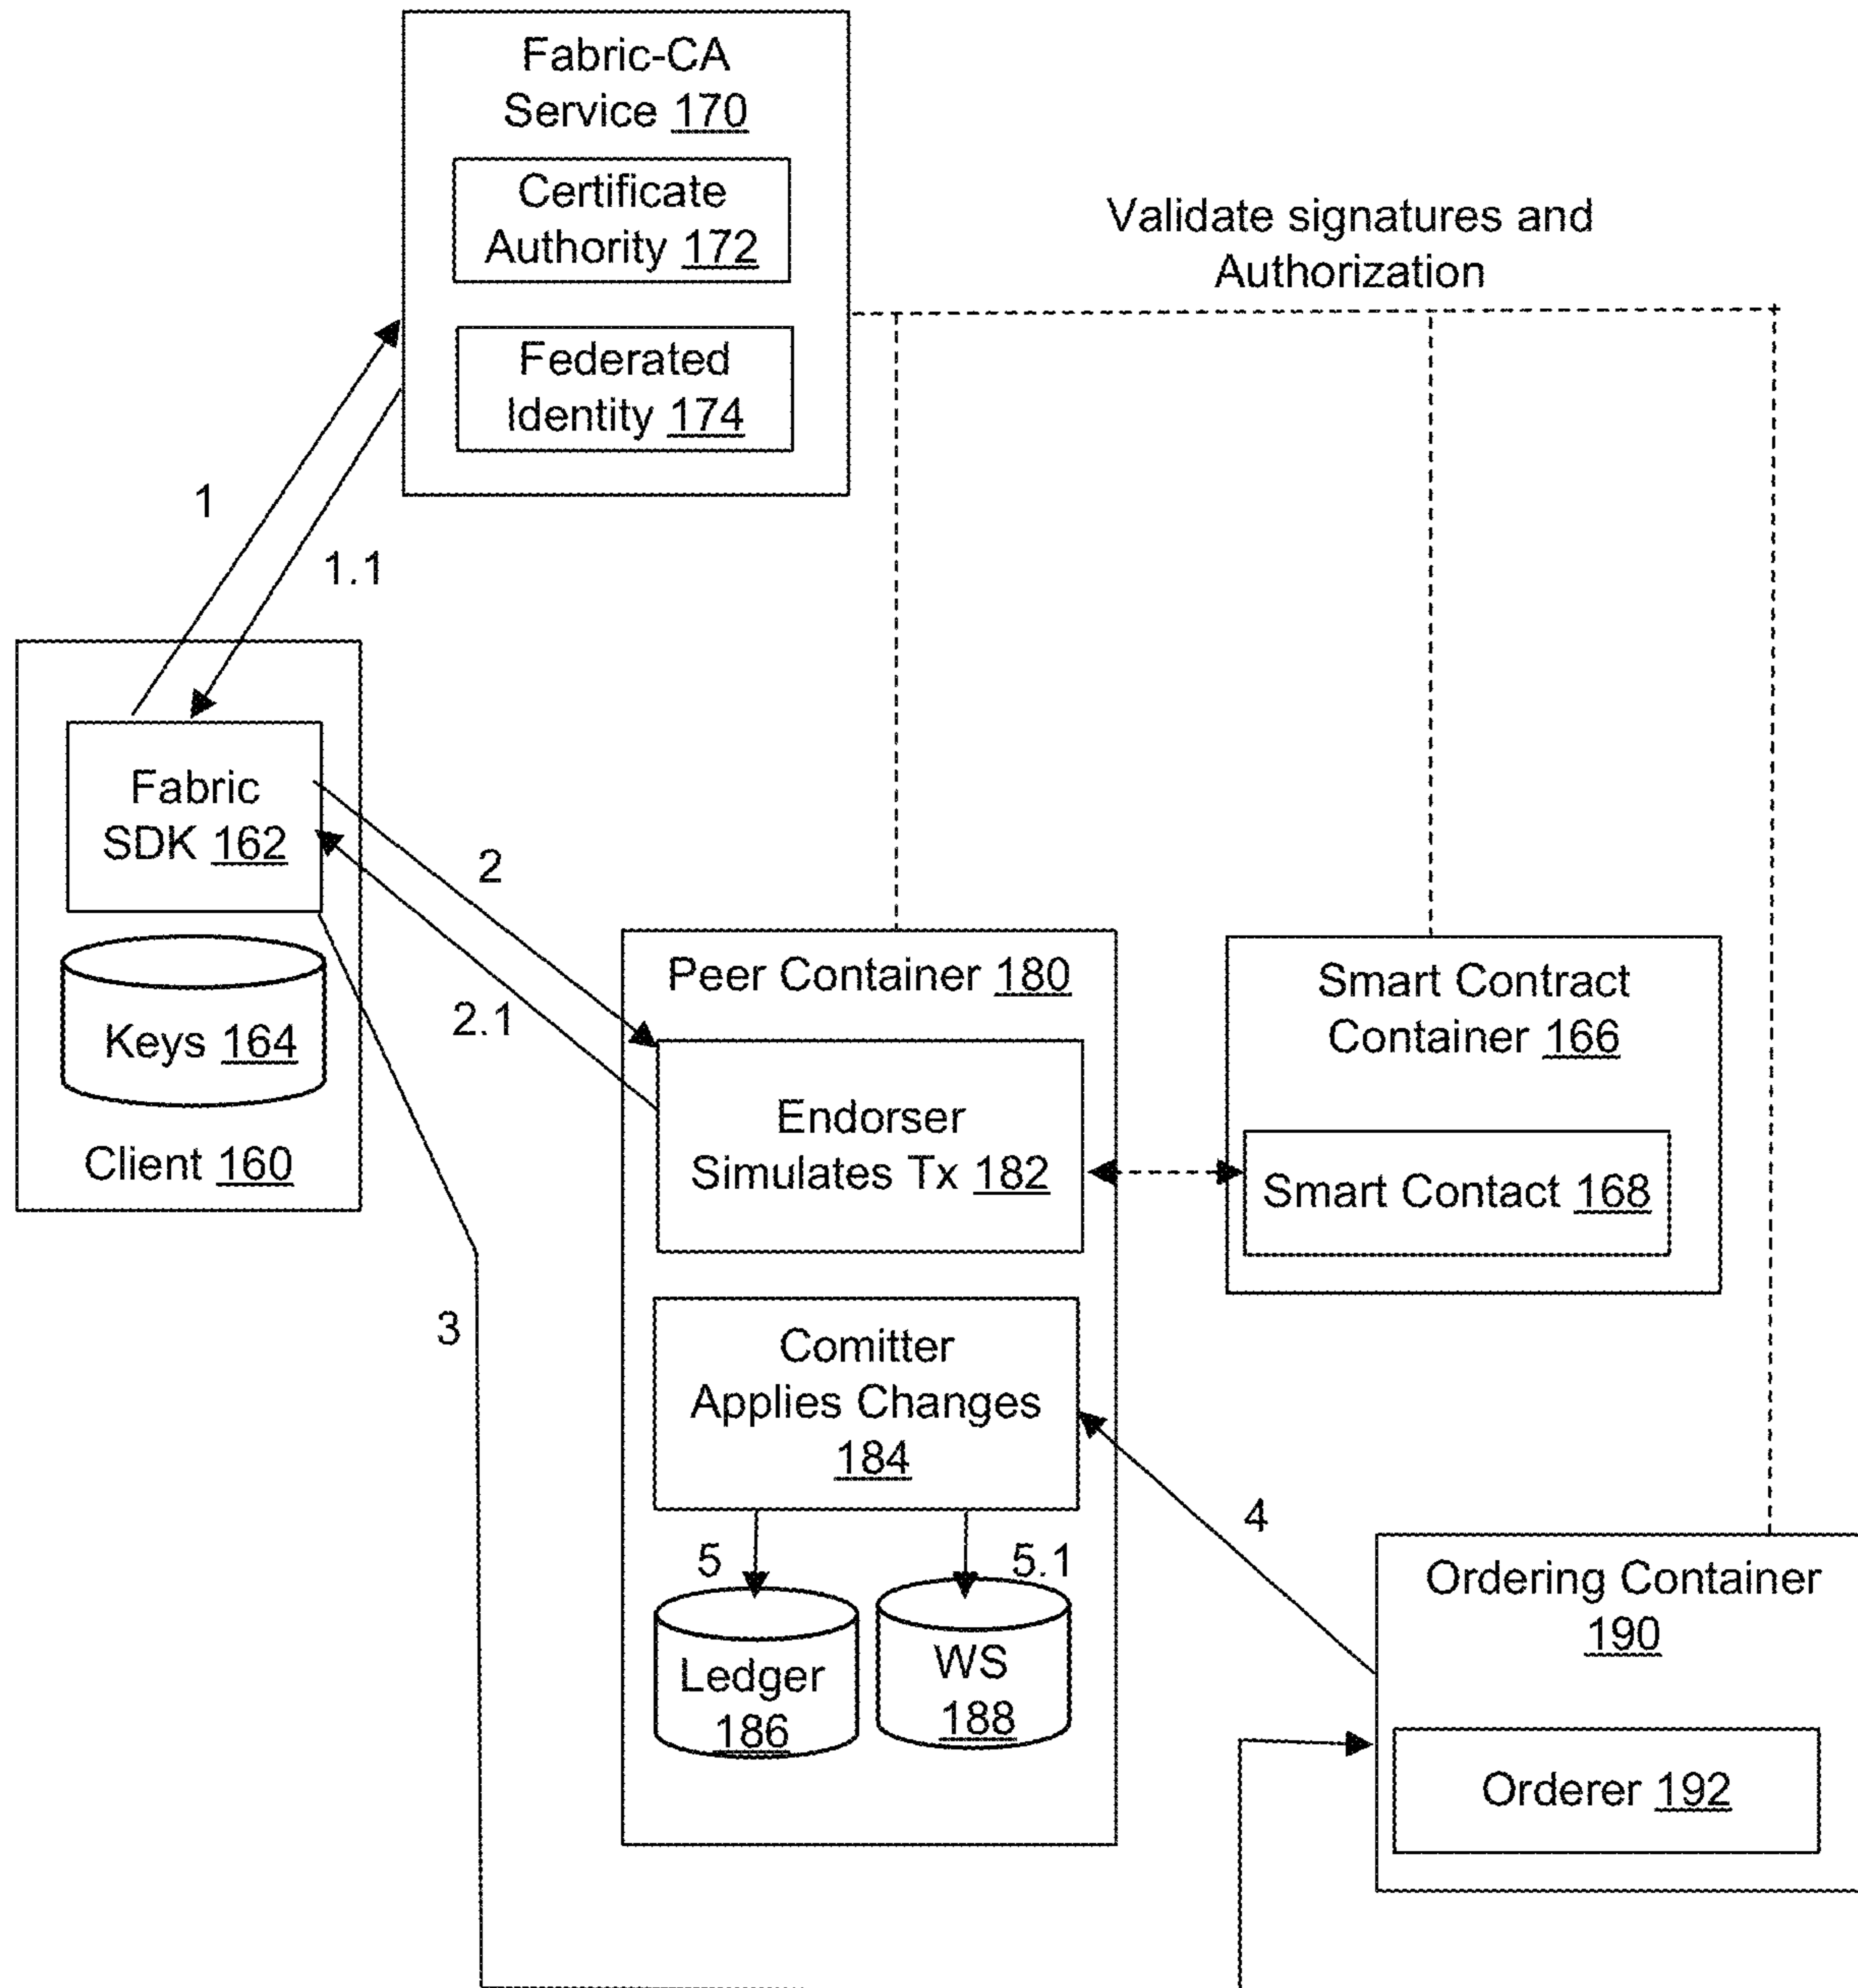 Fabric-CA
Service 170
Certificate
Authority 172
Federated
Identity 174
Validate signatures and
Authorization
1
1.1
Fabric
SDK 162
Keys 164
Client 160
2
2.1
3
Peer Container 180
Endorser
Simulates Tx 182
Comitter
Applies Changes
184
5
5.1
Ledger
186
WS
188
Smart Contract
Container 166
Smart Contact 168
4
Ordering Container
190
Orderer 192